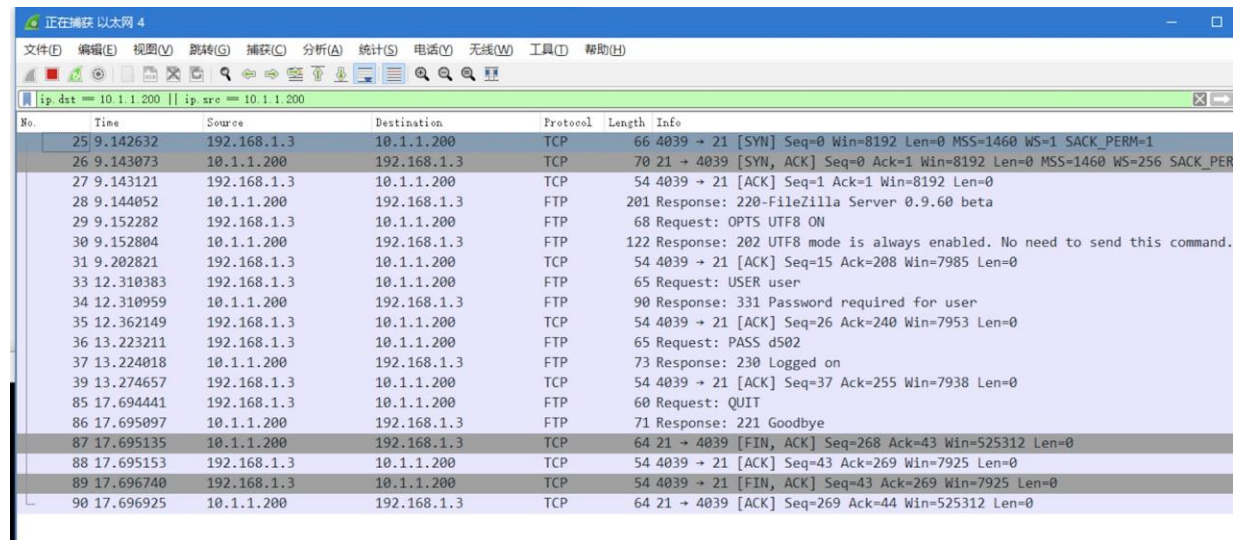 正在捕获 以太网 4
文件(F) 编辑(E) 视图(V) 跳转(G) 捕获(C) 分析(A) 统计(S) 电话(Y) 无线(W) 工具(T) 帮助(H)
ip.dst == 10.1.1.200 || ip.src == 10.1.1.200
No. Time Source Destination Protocol Length Info
25 9.142632 192.168.1.3 10.1.1.200 TCP 66 4039 → 21 [SYN] Seq=0 Win=8192 Len=0 MSS=1460 WS=1 SACK_PERM=1
26 9.143073 10.1.1.200 192.168.1.3 TCP 70 21 → 4039 [SYN, ACK] Seq=0 Ack=1 Win=8192 Len=0 MSS=1460 WS=256 SACK_PER
27 9.143121 192.168.1.3 10.1.1.200 TCP 54 4039 → 21 [ACK] Seq=1 Ack=1 Win=8192 Len=0
28 9.144052 10.1.1.200 192.168.1.3 FTP 201 Response: 220-FileZilla Server 0.9.60 beta
29 9.152282 192.168.1.3 10.1.1.200 FTP 68 Request: OPTS UTF8 ON
30 9.152804 10.1.1.200 192.168.1.3 FTP 122 Response: 202 UTF8 mode is always enabled. No need to send this command.
31 9.202821 192.168.1.3 10.1.1.200 TCP 54 4039 → 21 [ACK] Seq=15 Ack=208 Win=7985 Len=0
33 12.310383 192.168.1.3 10.1.1.200 FTP 65 Request: USER user
34 12.310959 10.1.1.200 192.168.1.3 FTP 90 Response: 331 Password required for user
35 12.362149 192.168.1.3 10.1.1.200 TCP 54 4039 → 21 [ACK] Seq=26 Ack=240 Win=7953 Len=0
36 13.223211 192.168.1.3 10.1.1.200 FTP 65 Request: PASS d502
37 13.224018 10.1.1.200 192.168.1.3 FTP 73 Response: 230 Logged on
39 13.274657 192.168.1.3 10.1.1.200 TCP 54 4039 → 21 [ACK] Seq=37 Ack=255 Win=7938 Len=0
85 17.694441 192.168.1.3 10.1.1.200 FTP 60 Request: QUIT
86 17.695097 10.1.1.200 192.168.1.3 FTP 71 Response: 221 Goodbye
87 17.695135 10.1.1.200 192.168.1.3 TCP 64 21 → 4039 [FIN, ACK] Seq=268 Ack=43 Win=525312 Len=0
88 17.695153 192.168.1.3 10.1.1.200 TCP 54 4039 → 21 [ACK] Seq=43 Ack=269 Win=7925 Len=0
89 17.696740 192.168.1.3 10.1.1.200 TCP 54 4039 → 21 [FIN, ACK] Seq=43 Ack=269 Win=7925 Len=0
90 17.696925 10.1.1.200 192.168.1.3 TCP 64 21 → 4039 [ACK] Seq=269 Ack=44 Win=525312 Len=0